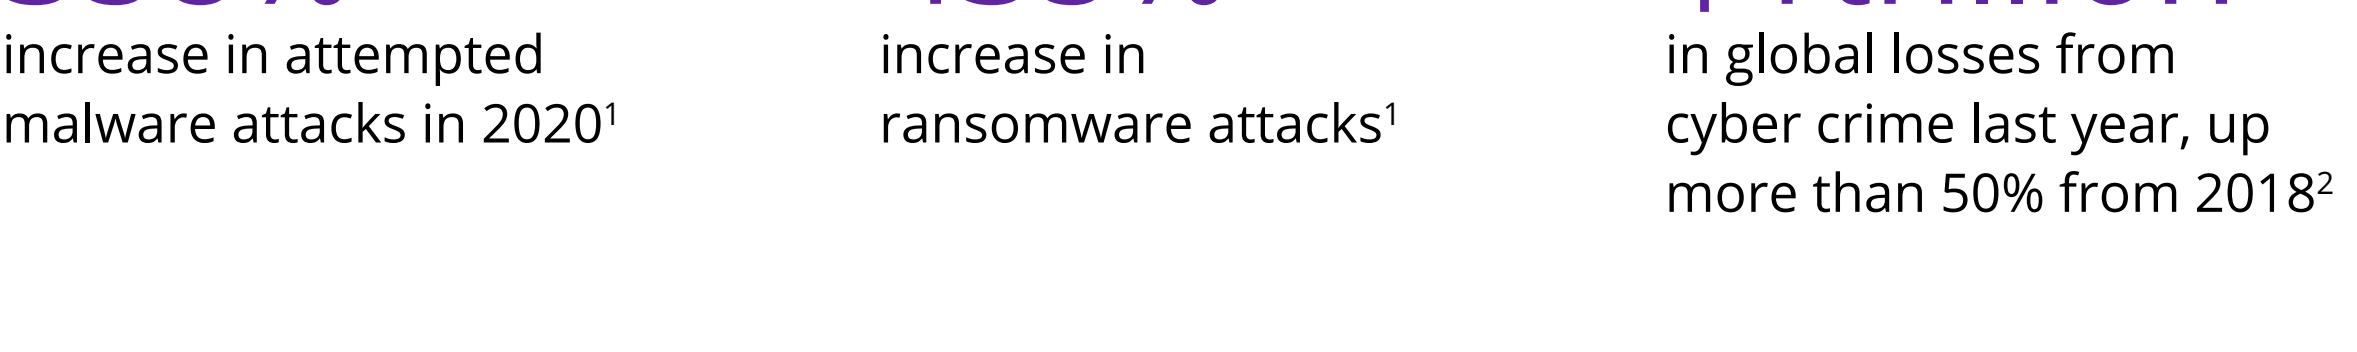 increase in attempted
malware attacks in 2020¹
increase in
ransomware attacks¹
in global losses from
cyber crime last year, up
more than 50% from 2018²